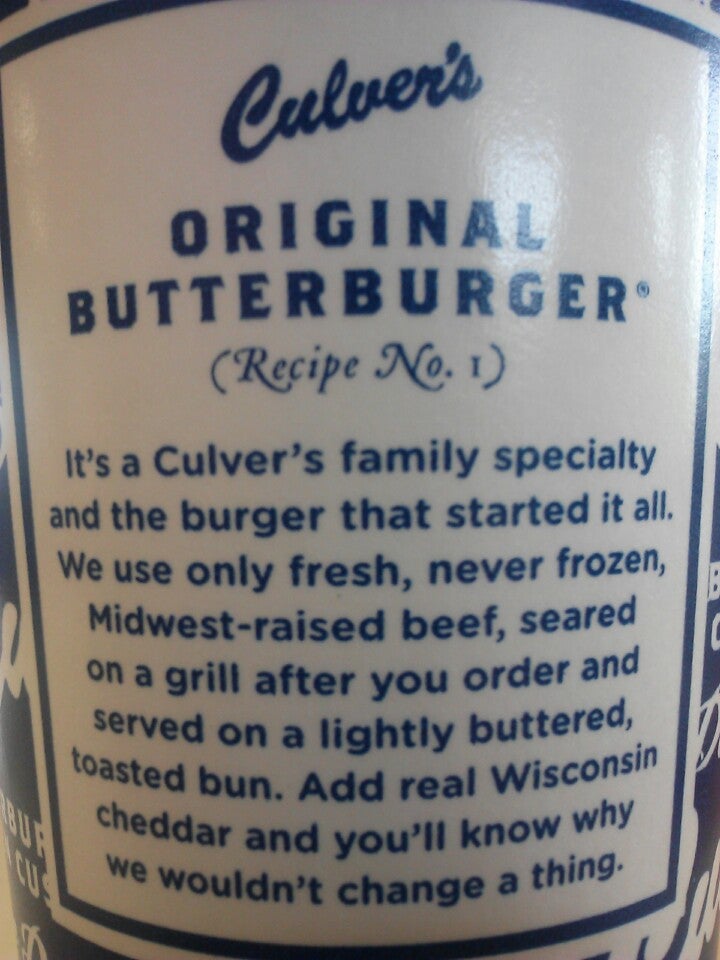 Culver's
ORIGINAL
BUTTERBURGER®
(Recipe No. 1)
It's a Culver's family specialty
and the burger that started it all.
We use only fresh, never frozen,
Midwest-raised beef, seared
on a grill after you order and
served on a lightly buttered,
toasted bun. Add real Wisconsin
cheddar and you'll know why
we wouldn't change a thing.